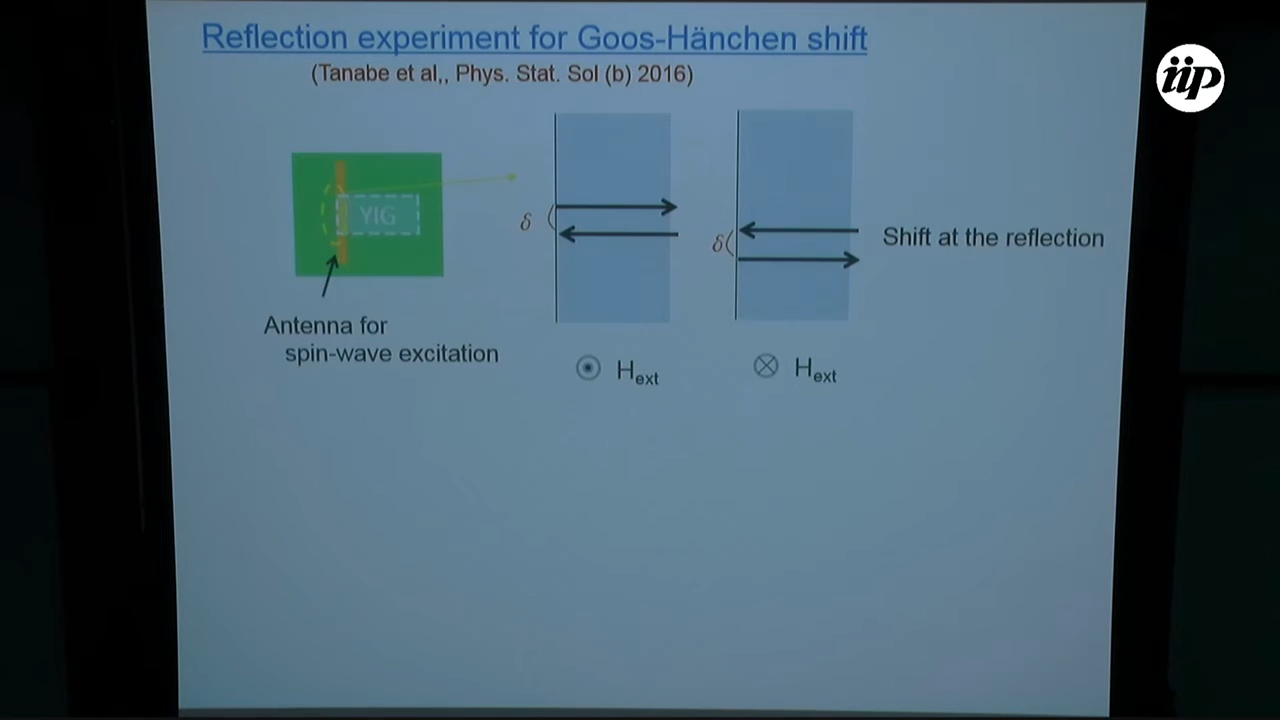 Reflection experiment for Goos-Hänchen shift
(Tanabe et al,, Phys. Stat. Sol (b) 2016)
iip
YIG
δ
δ
Shift at the reflection
Antenna for
spin-wave excitation
Hext
Hext